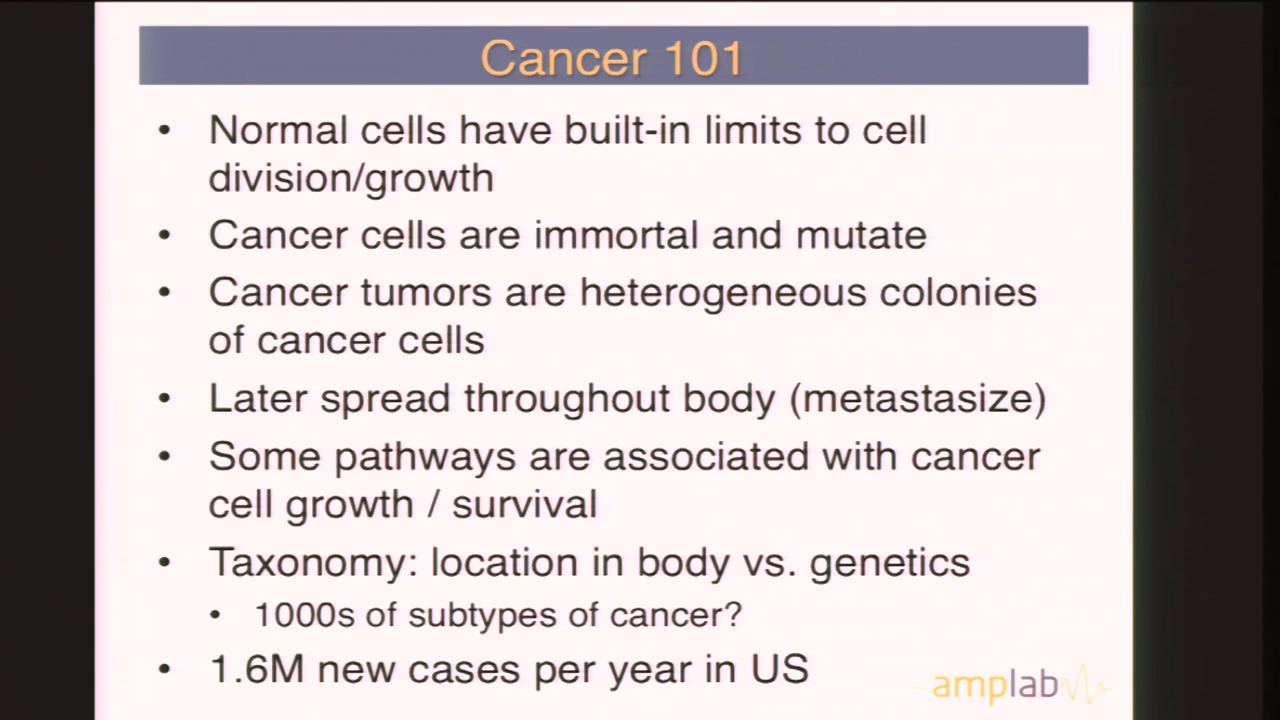 Cancer 101
• Normal cells have built-in limits to cell
division/growth
• Cancer cells are immortal and mutate
• Cancer tumors are heterogeneous colonies
of cancer cells
• Later spread throughout body (metastasize)
• Some pathways are associated with cancer
cell growth / survival
• Taxonomy: location in body vs. genetics
• 1000s of subtypes of cancer?
• 1.6M new cases per year in US
amplab